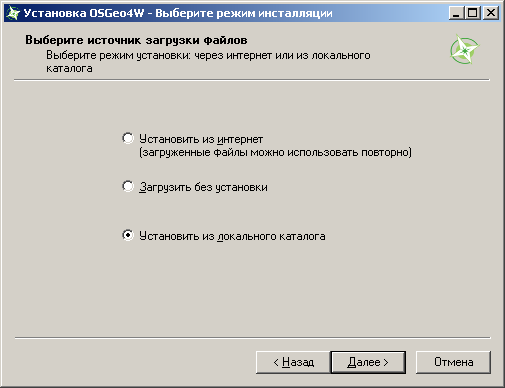 Установка OSGeo4W - Выберите режим инсталляции
Выберите источник загрузки файлов
Выберите режим установки: через интернет или из локального
каталога
Установить из интернет
(загруженные файлы можно использовать повторно)
Загрузить без установки
Установить из локального каталога
< Назад
Далее >
Отмена